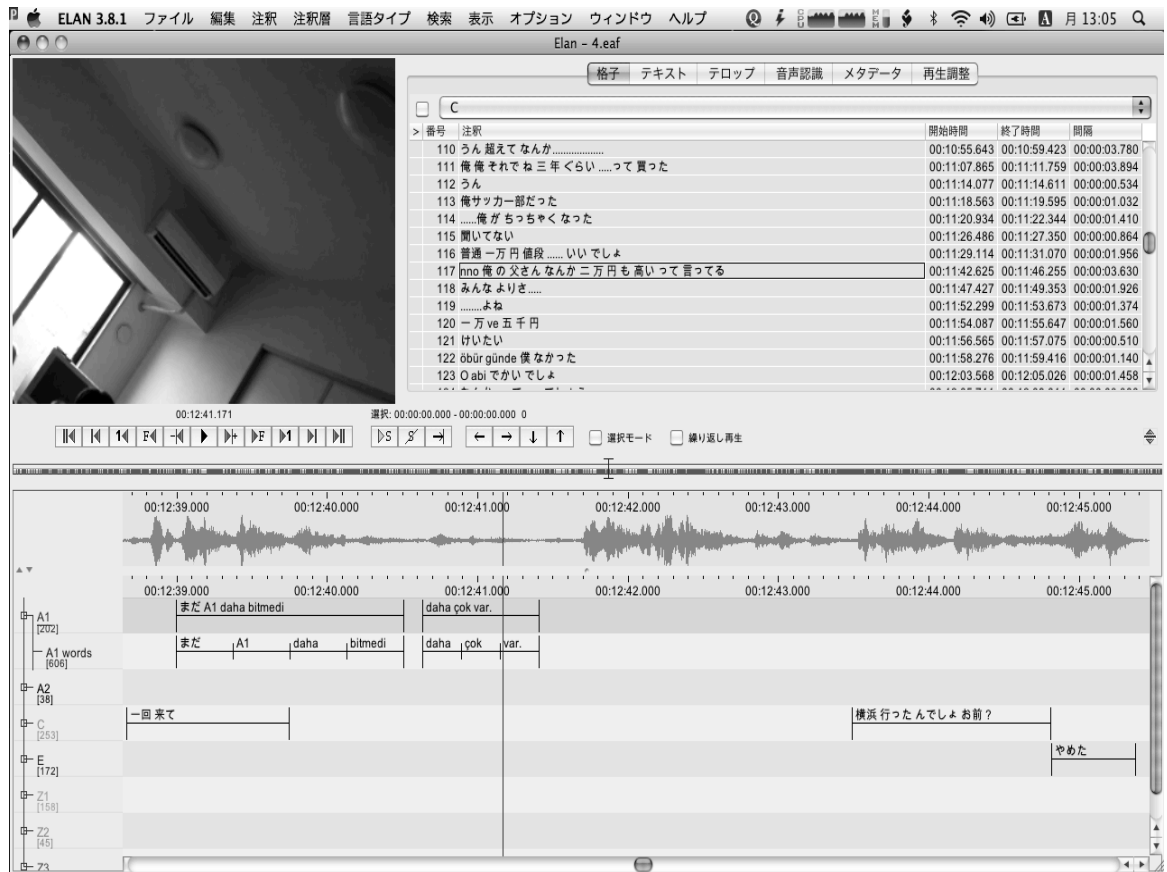 ELAN 3.8.1 ファイル 編集 注釈 注釈層 言語タイプ 検索 表示 オプション ウィンドウ ヘルプ CPU MEM A 月 13:05
Elan - 4.eaf
格子 テキスト テロップ 音声認識 メタデータ 再生調整
C
> 番号 注釈 開始時間 終了時間 間隔
110 うん 超えて なんか................... 00:10:55.643 00:10:59.423 00:00:03.780
111 俺 俺 それで ね 三 年 ぐらい .....って 買った 00:11:07.865 00:11:11.759 00:00:03.894
112 うん 00:11:14.077 00:11:14.611 00:00:00.534
113 俺サッカー部だった 00:11:18.563 00:11:19.595 00:00:01.032
114 ......俺 が ちっちゃく なった 00:11:20.934 00:11:22.344 00:00:01.410
115 聞いてない 00:11:26.486 00:11:27.350 00:00:00.864
116 普通 一万 円 値段 ...... いい でしょ 00:11:29.114 00:11:31.070 00:00:01.956
117 nno 俺 の 父さん なんか 二 万 円 も 高い って 言ってる 00:11:42.625 00:11:46.255 00:00:03.630
118 みんな よりさ..... 00:11:47.427 00:11:49.353 00:00:01.926
119 ........よね 00:11:52.299 00:11:53.673 00:00:01.374
120 一 万 ve 五 千 円 00:11:54.087 00:11:55.647 00:00:01.560
121 けいたい 00:11:56.565 00:11:57.075 00:00:00.510
122 öbür günde 僕 なかった 00:11:58.276 00:11:59.416 00:00:01.140
123 O abi でかい でしょ 00:12:03.568 00:12:05.026 00:00:01.458
00:12:41.171 選択: 00:00:00.000 - 00:00:00.000 0
1 F F 1 S S 選択モード 繰り返し再生
00:12:39.000 00:12:40.000 00:12:41.000 00:12:42.000 00:12:43.000 00:12:44.000 00:12:45.000
00:12:39.000 00:12:40.000 00:12:41.000 00:12:42.000 00:12:43.000 00:12:44.000 00:12:45.000
A1 まだ A1 daha bitmedi daha çok var.
[202]
A1 words まだ A1 daha bitmedi daha çok var.
[606]
A2
[38]
C 一回 来て 横浜 行った んでしょ お前 ?
[253]
E やめた
[172]
Z1
[158]
Z2
[45]
Z3